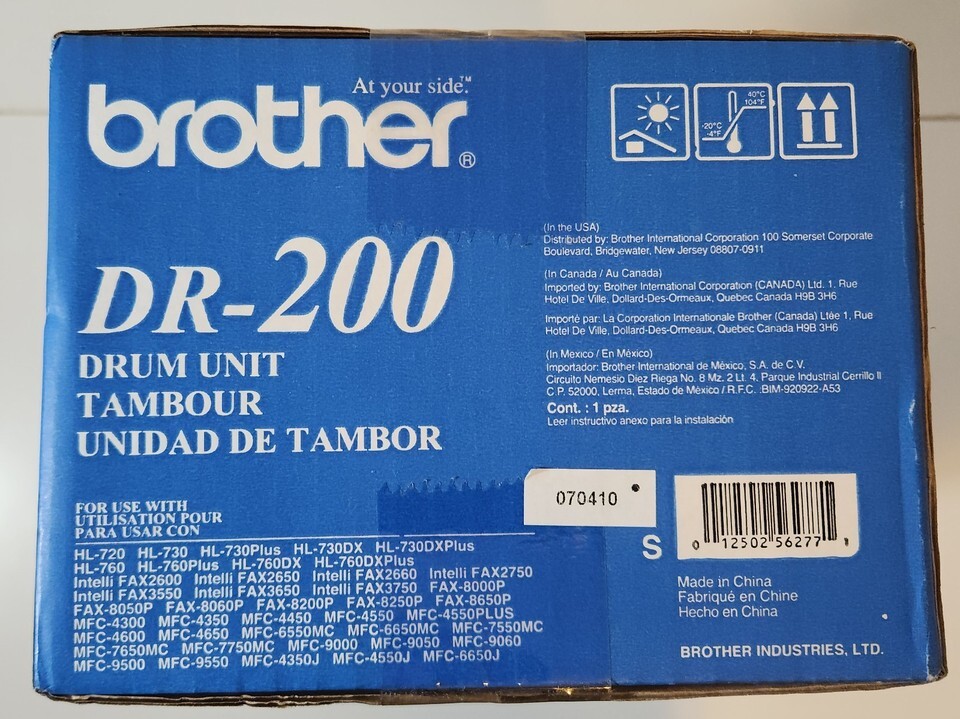 At your side.™
brother®
40°C
104°F
-20°C
-4°F
DR-200
DRUM UNIT
TAMBOUR
UNIDAD DE TAMBOR
(In the USA)
Distributed by: Brother International Corporation 100 Somerset Corporate
Boulevard, Bridgewater, New Jersey 08807-0911
(In Canada / Au Canada)
Imported by: Brother International Corporation (CANADA) Ltd. 1, Rue
Hotel De Ville, Dollard-Des-Ormeaux, Quebec Canada H9B 3H6
Importé par: La Corporation Internationale Brother (Canada) Ltée 1, Rue
Hotel De Ville, Dollard-Des-Ormeaux, Quebec Canada H9B 3H6
(In Mexico / En México)
Importador: Brother International de México, S.A. de C.V.
Circuito Nemesio Diez Riega No. 8 Mz. 2 Lt. 4, Parque Industrial Cerrillo II
C.P. 52000, Lerma, Estado de México / R.F.C. :BIM-920922-A53
Cont. : 1 pza.
Leer instructivo anexo para la instalación
FOR USE WITH
UTILISATION POUR
PARA USAR CON
HL-720 HL-730 HL-730Plus HL-730DX HL-730DXPlus
HL-760 HL-760Plus HL-760DX HL-760DXPlus
Intelli FAX2600 Intelli FAX2650 Intelli FAX2660 Intelli FAX2750
Intelli FAX3550 Intelli FAX3650 Intelli FAX3750 FAX-8000P
FAX-8050P FAX-8060P FAX-8200P FAX-8250P FAX-8650P
MFC-4300 MFC-4350 MFC-4450 MFC-4550 MFC-4550PLUS
MFC-4600 MFC-4650 MFC-6550MC MFC-6650MC MFC-7550MC
MFC-7650MC MFC-7750MC MFC-9000 MFC-9050 MFC-9060
MFC-9500 MFC-9550 MFC-4350J MFC-4550J MFC-6650J
070410
S
0 12502 56277 1
Made in China
Fabriqué en Chine
Hecho en China
BROTHER INDUSTRIES, LTD.